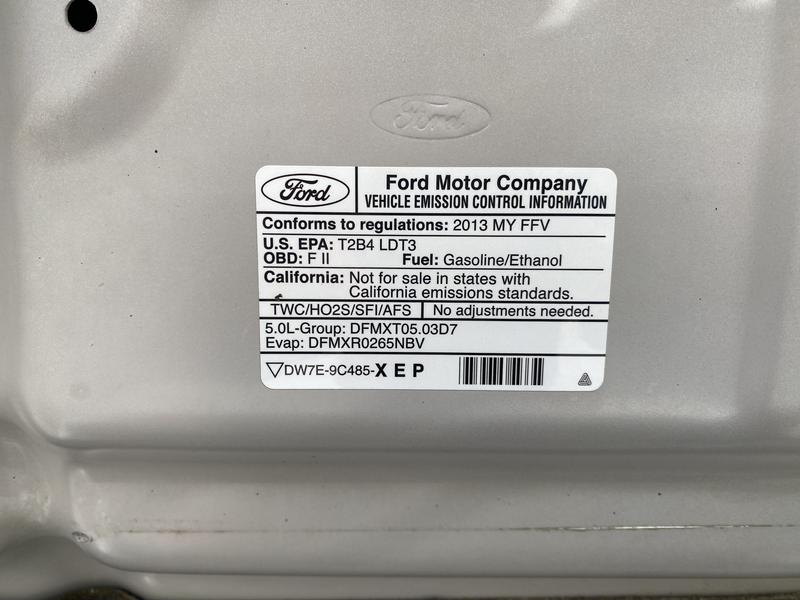 Ford
Ford
Ford Motor Company
VEHICLE EMISSION CONTROL INFORMATION
Conforms to regulations: 2013 MY FFV
U.S. EPA: T2B4 LDT3
OBD: F II Fuel: Gasoline/Ethanol
California: Not for sale in states with
California emissions standards.
TWC/HO2S/SFI/AFS No adjustments needed.
5.0L-Group: DFMXT05.03D7
Evap: DFMXR0265NBV
DW7E-9C485-X E P